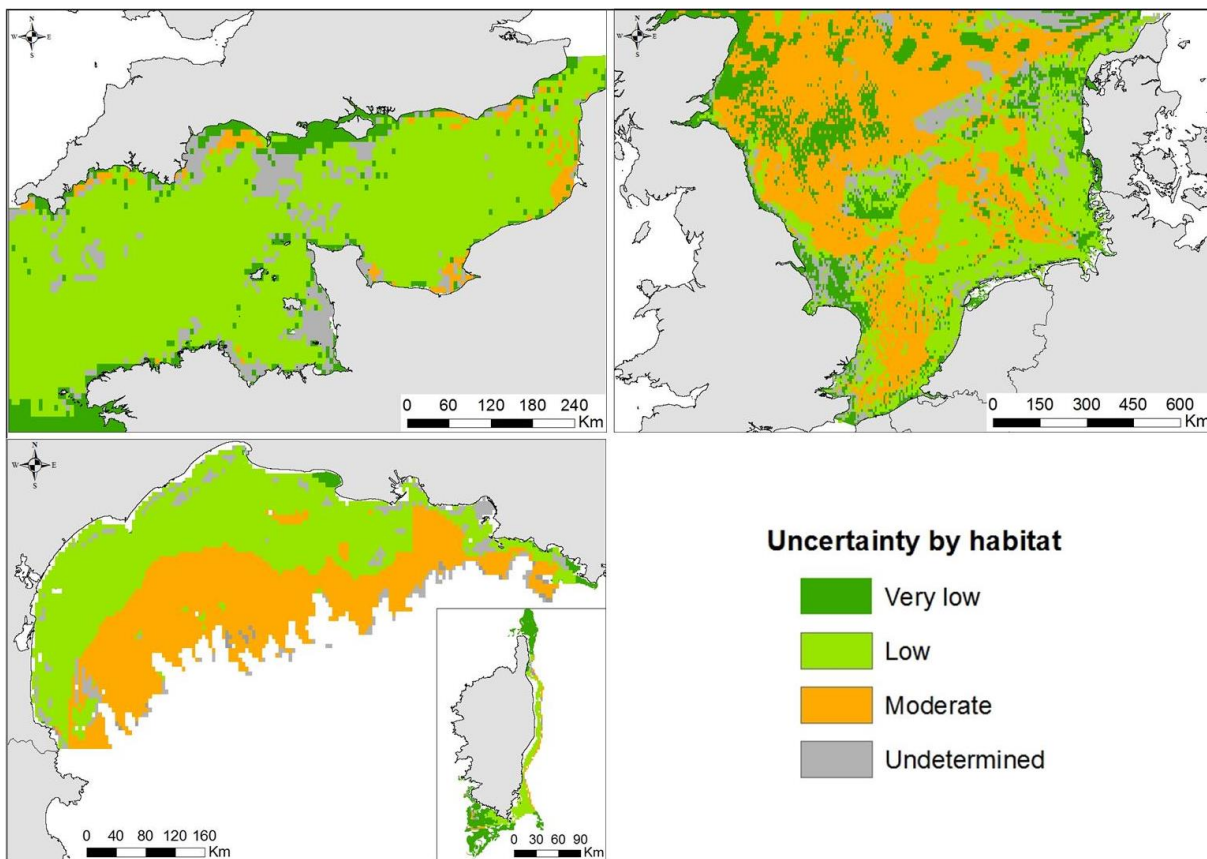 N
W E
S
0 60 120 180 240
Km
N
W E
S
0 150 300 450 600
Km
N
W E
S
0 40 80 120 160
Km
0 30 60 90
Km
Uncertainty by habitat
Very low
Low
Moderate
Undetermined